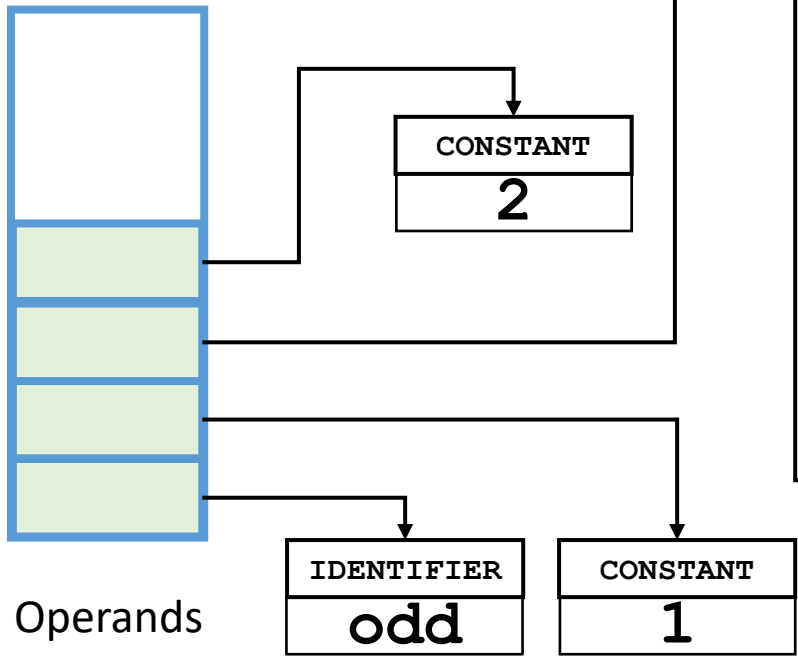 CONSTANT
2
IDENTIFIER
odd
CONSTANT
1
Operands